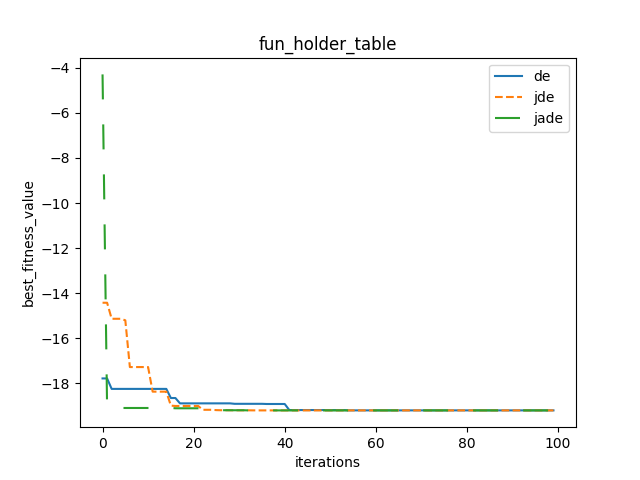 fun_holder_table
best_fitness_value
−4
−6
−8
−10
−12
−14
−16
−18
de
jde
jade
0
20
40
60
80
100
iterations